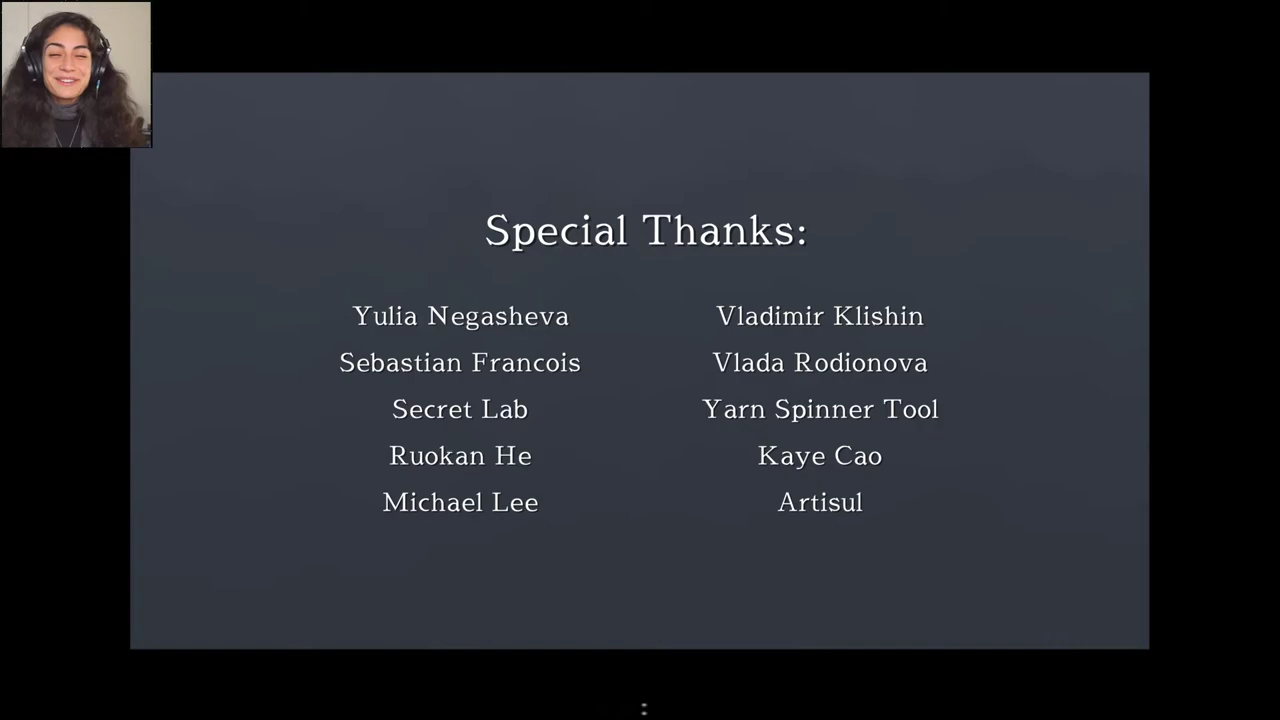 Special Thanks:
Yulia Negasheva
Sebastian Francois
Secret Lab
Ruokan He
Michael Lee
Vladimir Klishin
Vlada Rodionova
Yarn Spinner Tool
Kaye Cao
Artisul
: